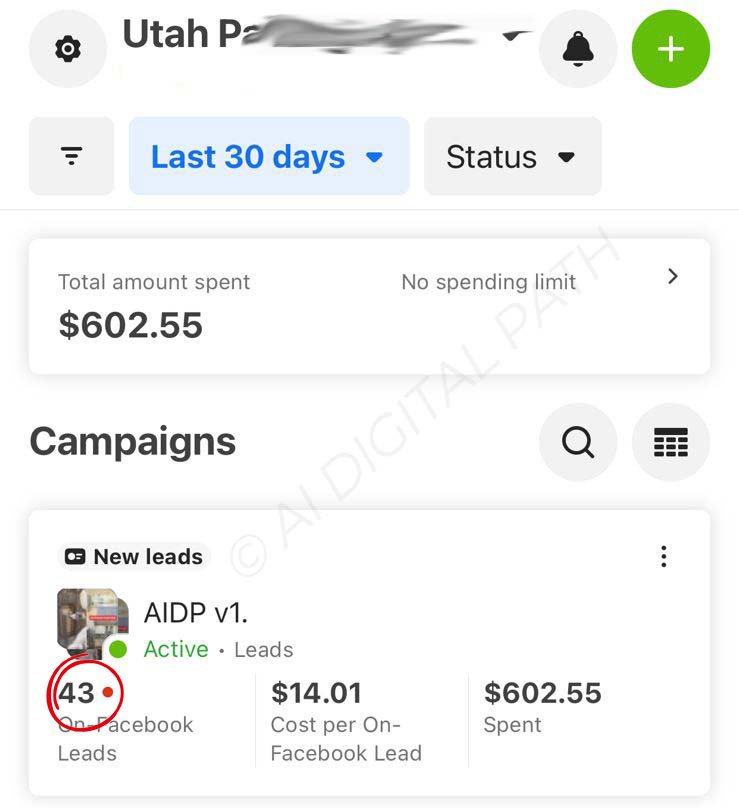 Utah
Last 30 days
Status
Total amount spent
No spending limit
$602.55
© AI DIGITAL PATH
Campaigns
New leads
AIDP v1.
Active • Leads
43
$14.01
$602.55
On-Facebook
Leads
Cost per On-
Facebook Lead
Spent